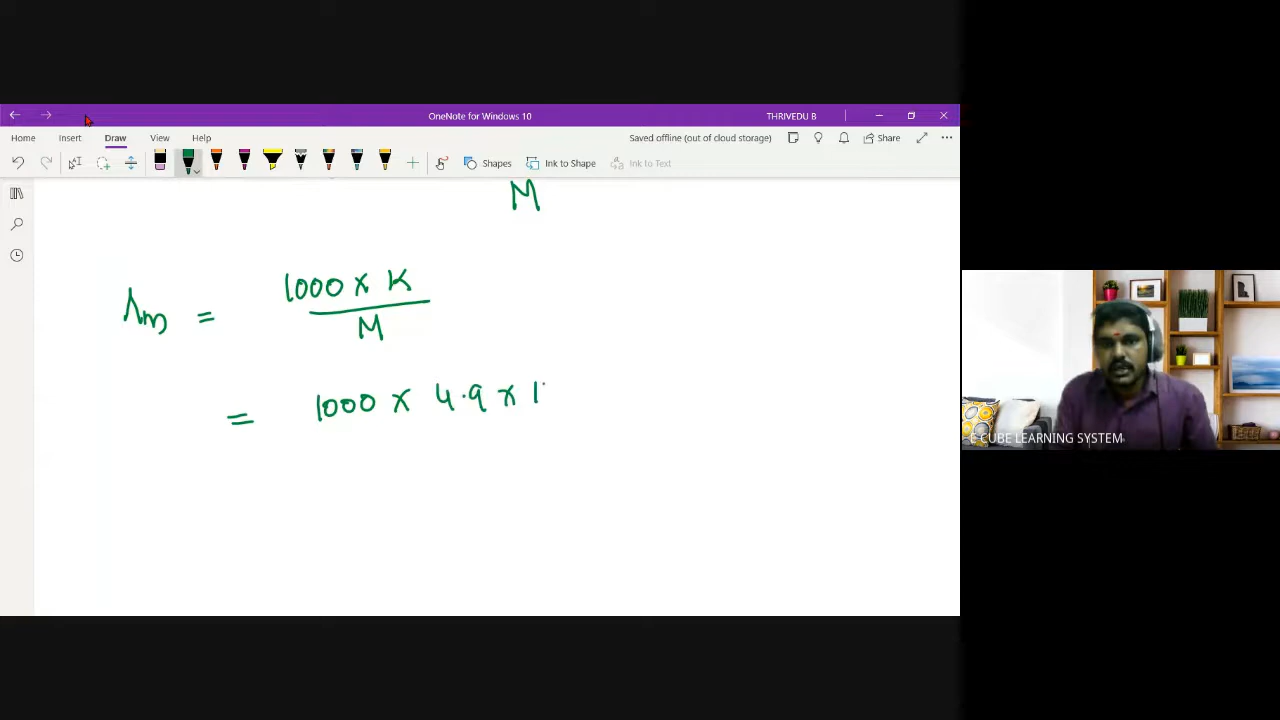 OneNote for Windows 10
THRIVEDU B
Home Insert Draw View Help
Saved offline (out of cloud storage)
Share
Shapes Ink to Shape Ink to Text
M
Λm = 1000 x K
M
= 1000 x 4.9 x 1
E CUBE LEARNING SYSTEM